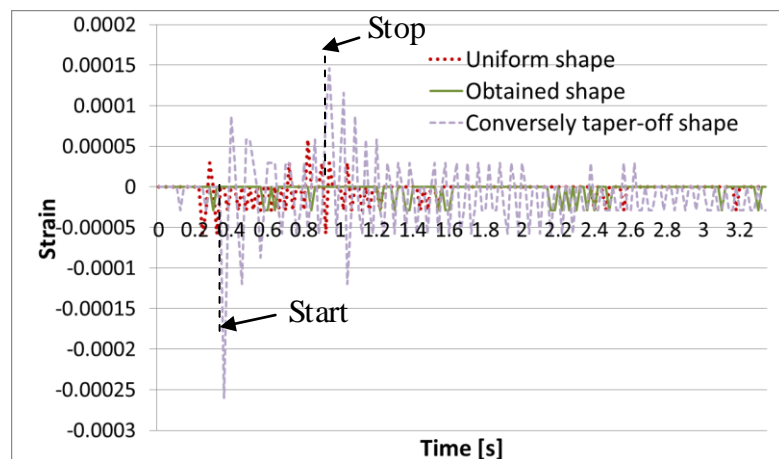 0.0002
Stop
0.00015
Uniform shape
0.0001
Obtained shape
0.00005
Conversely taper-off shape
0
Strain
-0.00005
0 0.2 0.4 0.6 0.8 1 1.2 1.4 1.6 1.8 2 2.2 2.4 2.6 2.8 3 3.2
-0.0001
-0.00015
Start
-0.0002
-0.00025
-0.0003
Time [s]